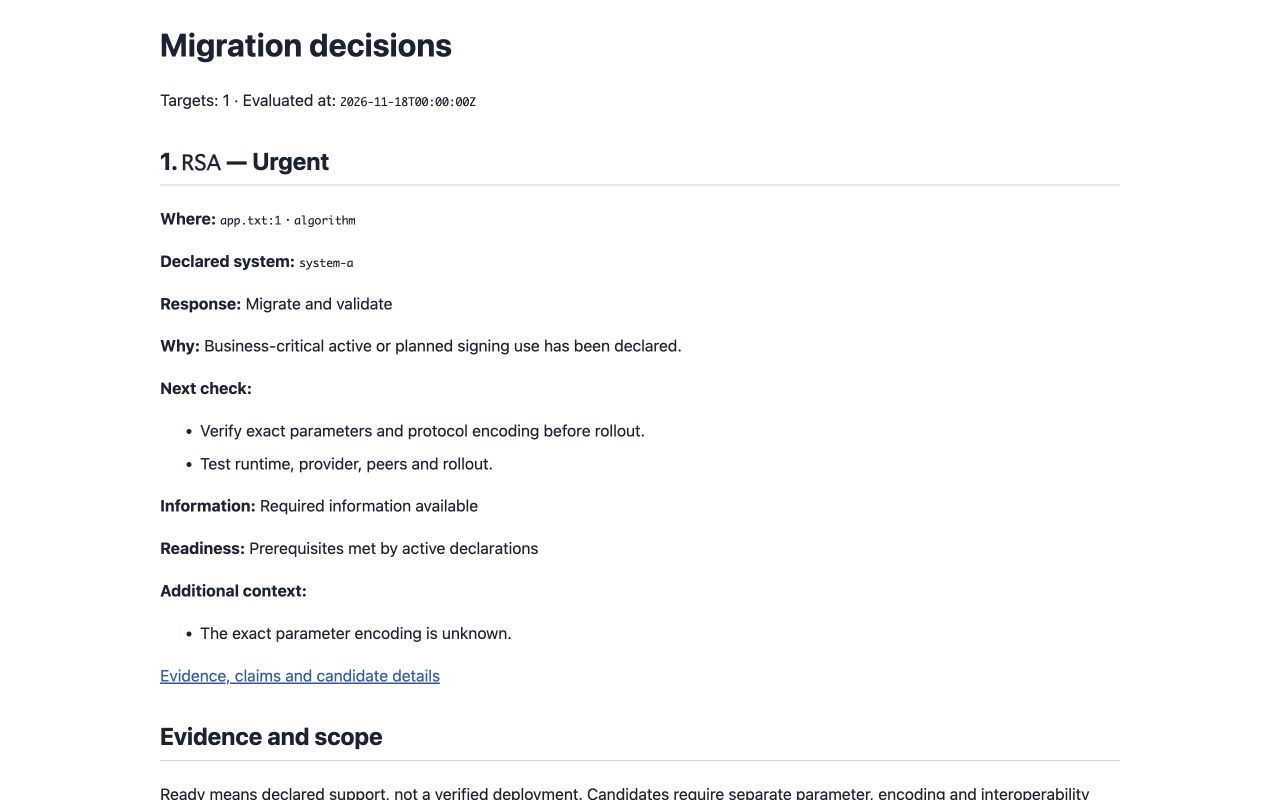 Migration decisions
Targets: 1 · Evaluated at: 2026-11-18T00:00:00Z
1. RSA — Urgent
Where: app.txt:1 · algorithm
Declared system: system-a
Response: Migrate and validate
Why: Business-critical active or planned signing use has been declared.
Next check:
• Verify exact parameters and protocol encoding before rollout.
• Test runtime, provider, peers and rollout.
Information: Required information available
Readiness: Prerequisites met by active declarations
Additional context:
• The exact parameter encoding is unknown.
Evidence, claims and candidate details
Evidence and scope
Ready means declared support, not a verified deployment. Candidates require separate parameter, encoding and interoperability